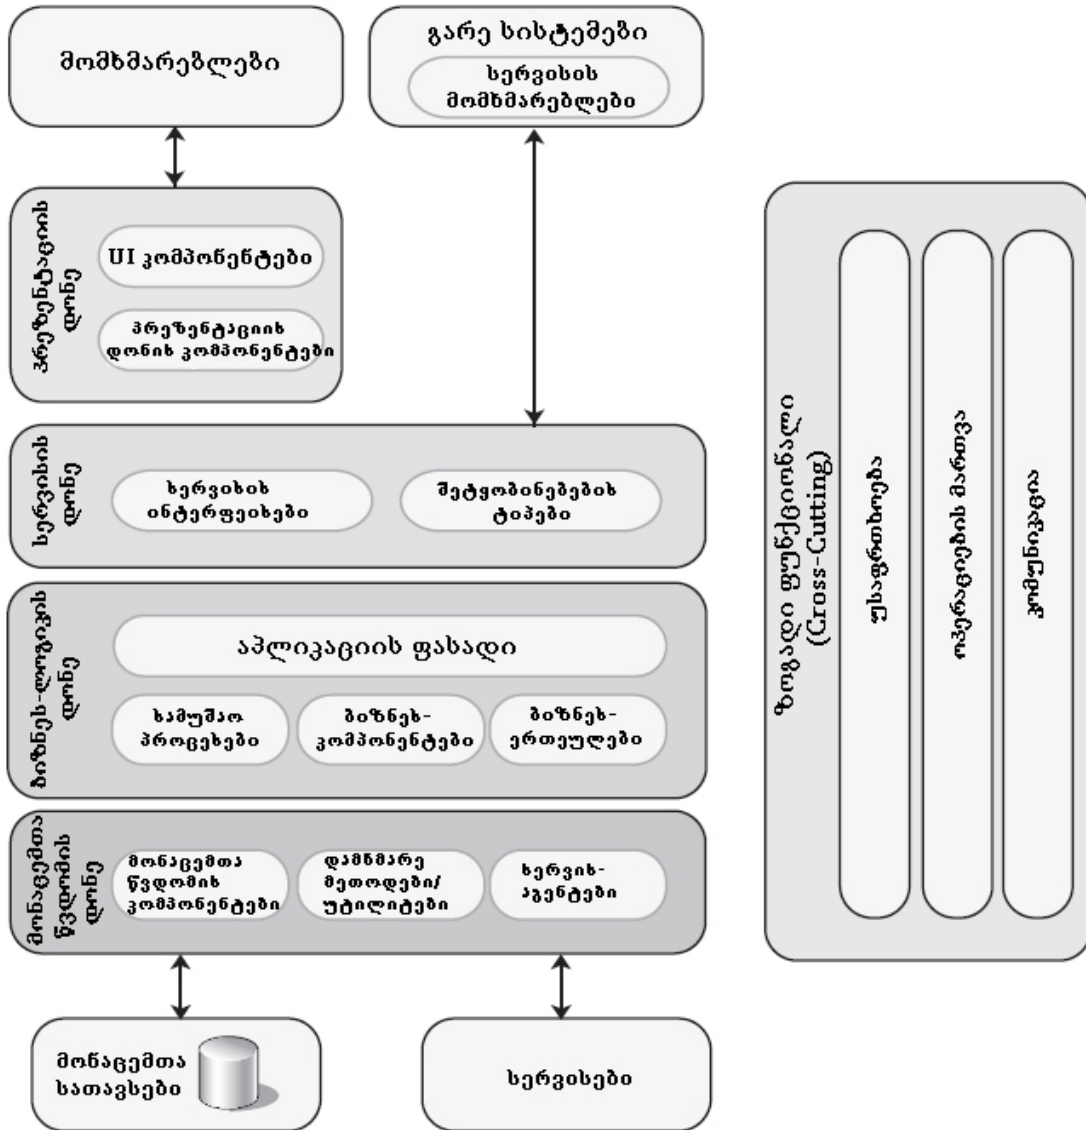 მომხმარებლები
გარე სისტემები
სერვისის
მომხმარებლები
პრეზენტაციის
დონე
UI კომპონენტები
პრეზენტაციის
დონის კომპონენტები
სერვისის
დონე
სერვისის
ინტერფეისები
შეტყობინებების
ტიპები
ბიზნეს-ლოგიკის
დონე
აპლიკაციის ფასადი
სამუშაო
პროცესები
ბიზნეს-
კომპონენტები
ბიზნეს-
ერთეულები
მონაცემთა
წვდომის
დონე
მონაცემთა
წვდომის
კომპონენტები
დამხმარე
მეთოდები/
უტილიტები
სერვის-
აგენტები
მონაცემთა
სათავსები
სერვისები
ზოგადი ფუნქციონალი
(Cross-Cutting)
უსაფრთხოება
ოპერაციების მართვა
კომუნიკაცია